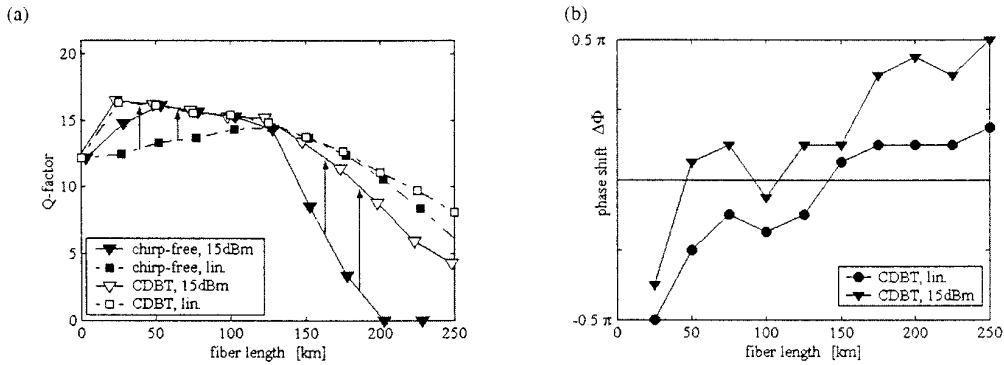 (a)
(b)
21
20
15
10
5
0
Q-factor
chirp-free, 15dBm
chirp-free, lin.
CDBT, 15dBm
CDBT, lin.
0 50 100 150 200 250
fiber length [km]
0.5 π
-0.5 π
phase shift ΔΦ
CDBT, lin.
CDBT, 15dBm
0 50 100 150 200 250
fiber length [km]